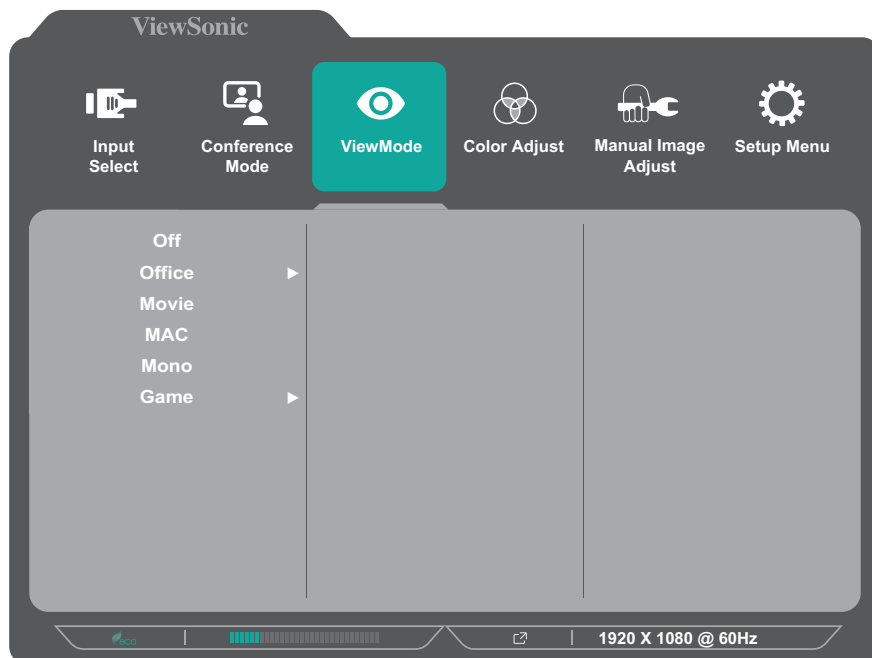 ViewSonic
Input
Select
Conference
Mode
ViewMode
Color Adjust
Manual Image
Adjust
Setup Menu
Off
Office
Movie
MAC
Mono
Game
eco
1920 X 1080 @ 60Hz